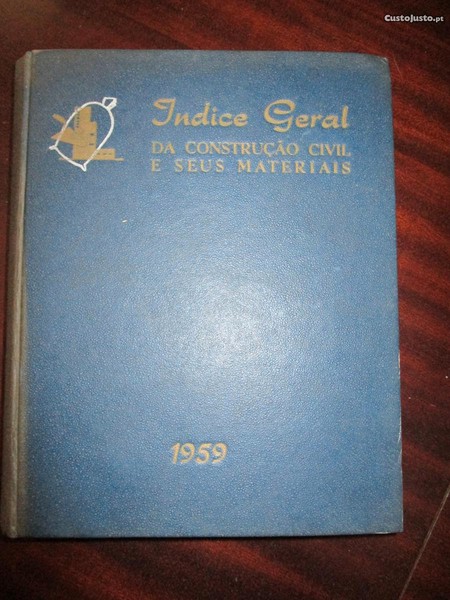 CustoJusto.pt
Indice Geral
DA CONSTRUÇÃO CIVIL
E SEUS MATERIAIS
1959